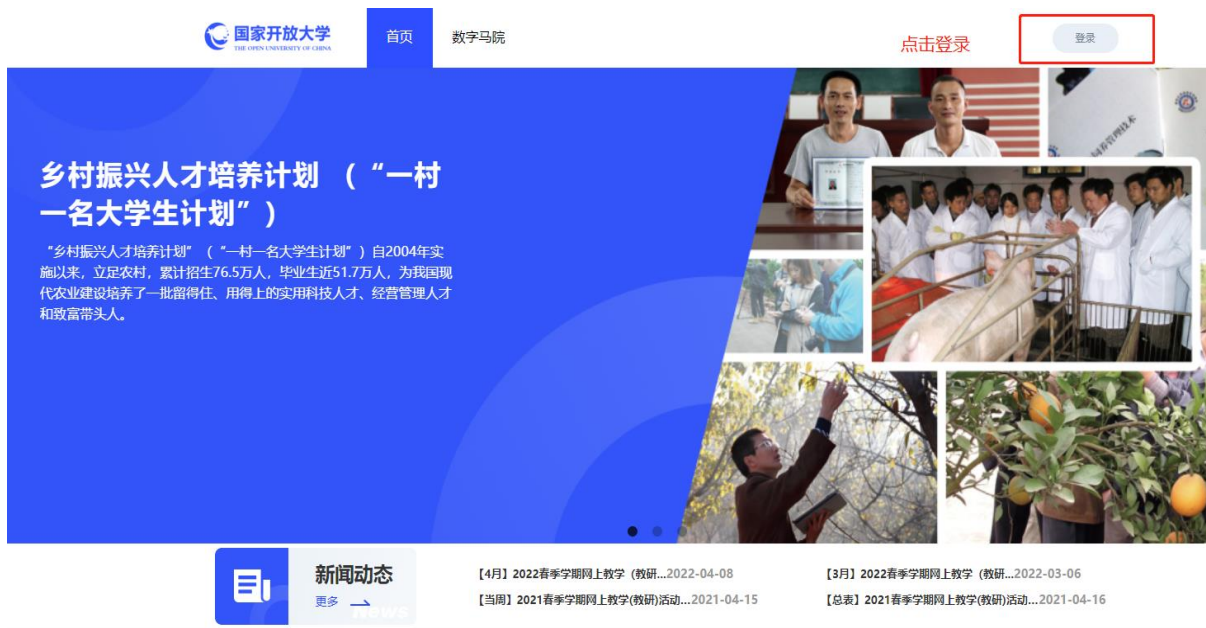 国家开放大学
THE OPEN UNIVERSITY OF CHINA
首页
数字马院
点击登录
登录
乡村振兴人才培养计划 （“一村
一名大学生计划”）
“乡村振兴人才培养计划”（“一村一名大学生计划”）自2004年实
施以来，立足农村，累计招生76.5万人，毕业生近51.7万人，为我国现
代农业建设培养了一批留得住、用得上的实用科技人才、经营管理人才
和致富带头人。
新闻动态
更多
News
【4月】2022春季学期网上教学（教研...2022-04-08
【3月】2022春季学期网上教学（教研...2022-03-06
【当周】2021春季学期网上教学(教研)活动...2021-04-15
【总表】2021春季学期网上教学(教研)活动...2021-04-16